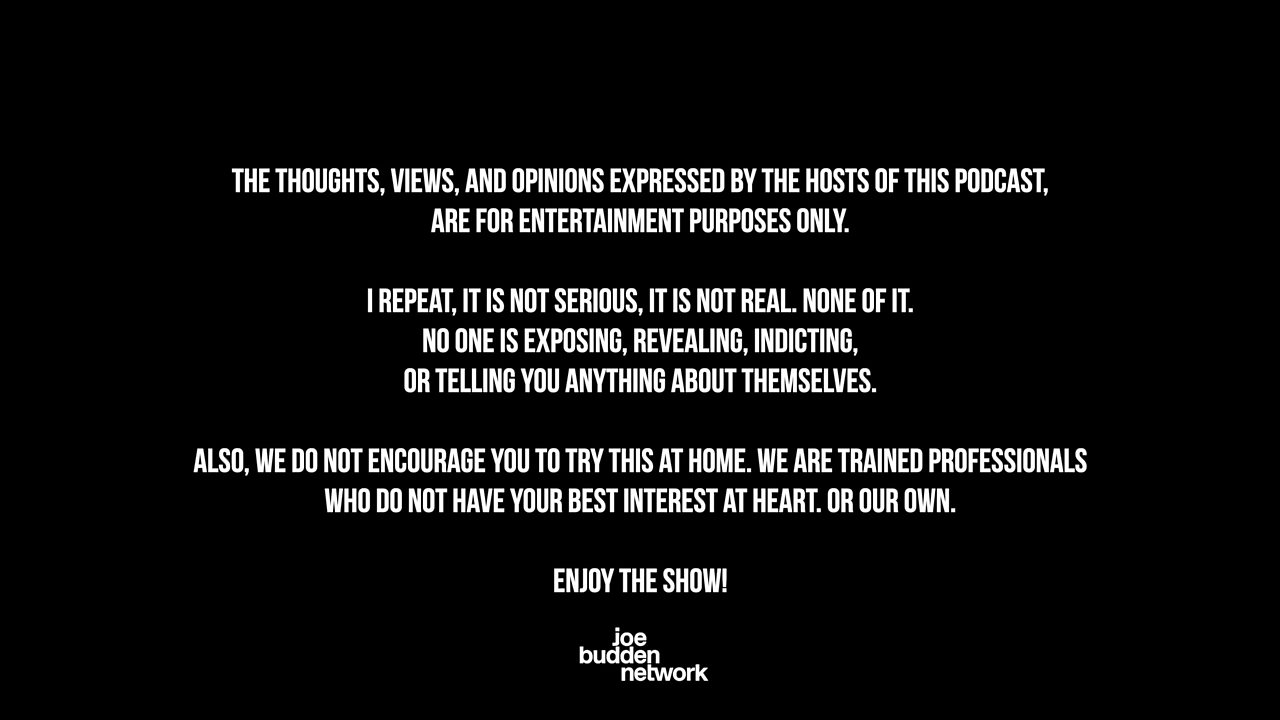 THE THOUGHTS, VIEWS, AND OPINIONS EXPRESSED BY THE HOSTS OF THIS PODCAST,
ARE FOR ENTERTAINMENT PURPOSES ONLY.
I REPEAT, IT IS NOT SERIOUS, IT IS NOT REAL. NONE OF IT.
NO ONE IS EXPOSING, REVEALING, INDICTING,
OR TELLING YOU ANYTHING ABOUT THEMSELVES.
ALSO, WE DO NOT ENCOURAGE YOU TO TRY THIS AT HOME. WE ARE TRAINED PROFESSIONALS
WHO DO NOT HAVE YOUR BEST INTEREST AT HEART. OR OUR OWN.
ENJOY THE SHOW!
joe
budden
network